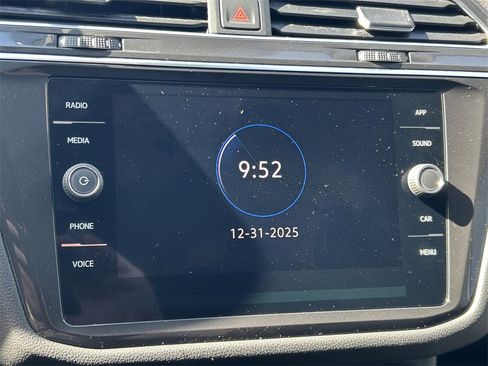 RADIO
APP
MEDIA
SOUND
9:52
PHONE
CAR
12-31-2025
VOICE
MENU